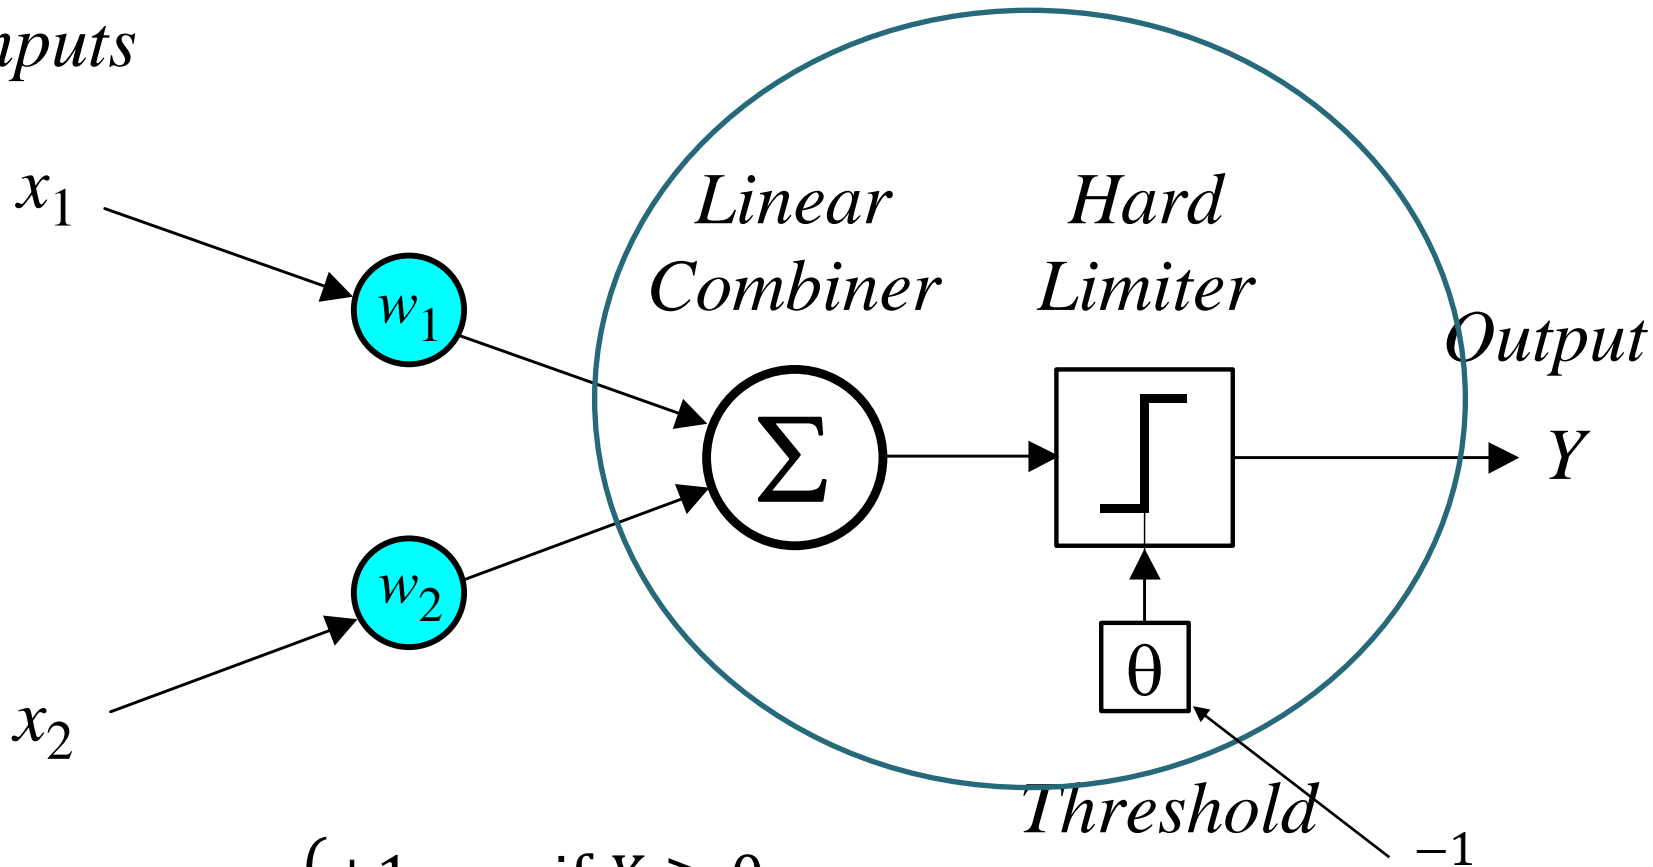 nputs
x₁
Linear
Combiner
Hard
Limiter
w₁
Output
Σ
Y
w₂
θ
x₂
Threshold
−1